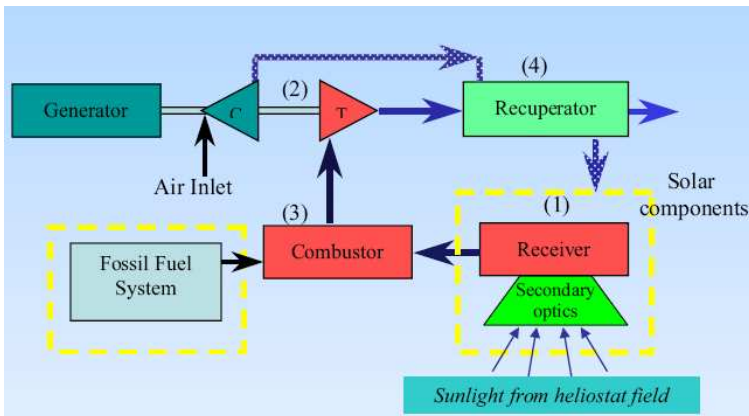 (4)
(2)
Generator
C
T
Recuperator
Air Inlet
Solar
components
(1)
(3)
Receiver
Combustor
Fossil Fuel
System
Secondary
optics
Sunlight from heliostat field